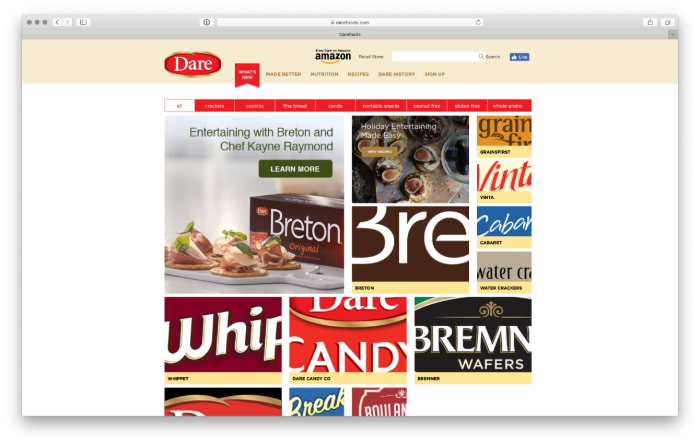 darefoods.com
Darefoods
Dare
Shop Dare on Amazon
amazon
Retail Store
Search
Like
WHAT'S
NEW
MADE BETTER
NUTRITION
RECIPES
DARE HISTORY
SIGN UP
all
crackers
cookies
fine bread
candy
portable snacks
peanut free
gluten free
whole grains
Entertaining with Breton and
Chef Kayne Raymond
LEARN MORE
Dare
Breton
Original
Holiday Entertaining
Made Easy
VIEW RECIPES
Bre
BRETON
grain
firs
GRAINSFIRST
Vinta
VINTA
Cabar
CABARET
water cra
WATER CRACKERS
Whip
WHIPPET
Dare
CANDY
DARE CANDY CO
BREMN
WAFERS
BREMNER
Break